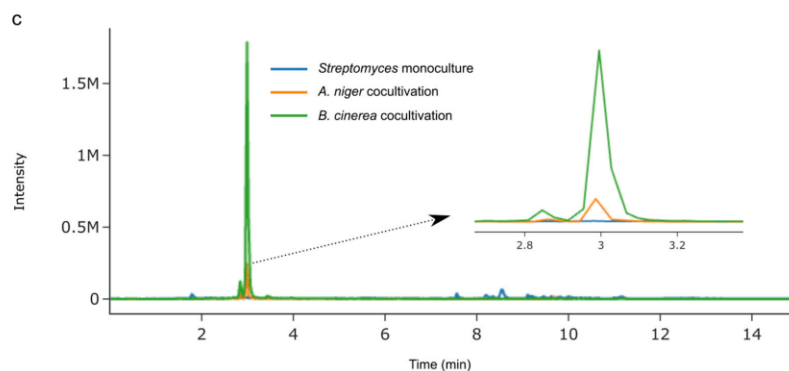 c
Intensity
1.5M
1M
0.5M
0
2
4
6
8
10
12
14
Time (min)
Streptomyces monoculture
A. niger cocultivation
B. cinerea cocultivation
2.8
3
3.2